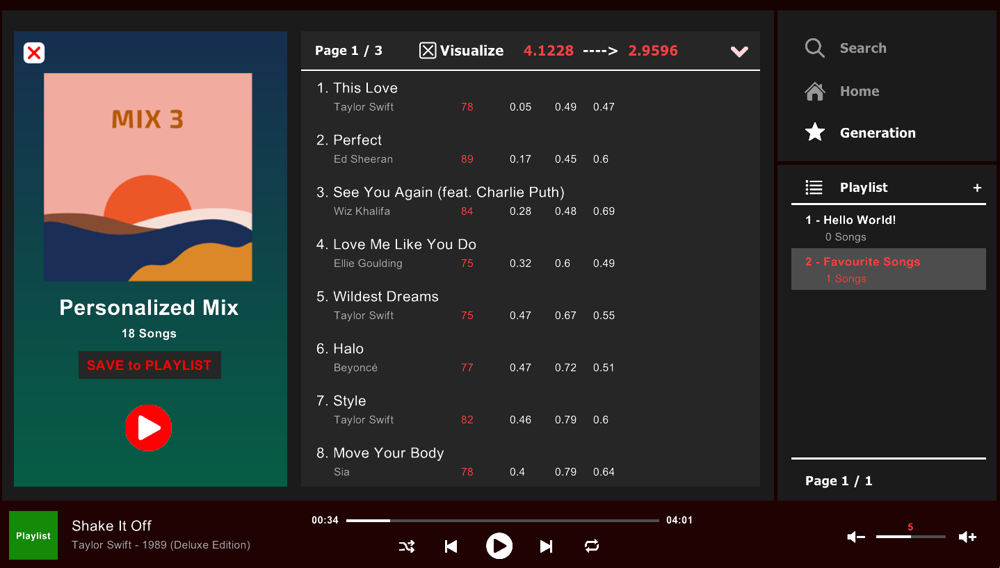 MIX 3
Personalized Mix
18 Songs
SAVE to PLAYLIST
Page 1 / 3 Visualize 4.1228 ----> 2.9596
1. This Love
Taylor Swift 78 0.05 0.49 0.47
2. Perfect
Ed Sheeran 89 0.17 0.45 0.6
3. See You Again (feat. Charlie Puth)
Wiz Khalifa 84 0.28 0.48 0.69
4. Love Me Like You Do
Ellie Goulding 75 0.32 0.6 0.49
5. Wildest Dreams
Taylor Swift 75 0.47 0.67 0.55
6. Halo
Beyoncé 77 0.47 0.72 0.51
7. Style
Taylor Swift 82 0.46 0.79 0.6
8. Move Your Body
Sia 78 0.4 0.79 0.64
Search
Home
Generation
Playlist +
1 - Hello World!
0 Songs
2 - Favourite Songs
1 Songs
Page 1 / 1
Playlist
Shake It Off
Taylor Swift - 1989 (Deluxe Edition)
00:34 04:01
5